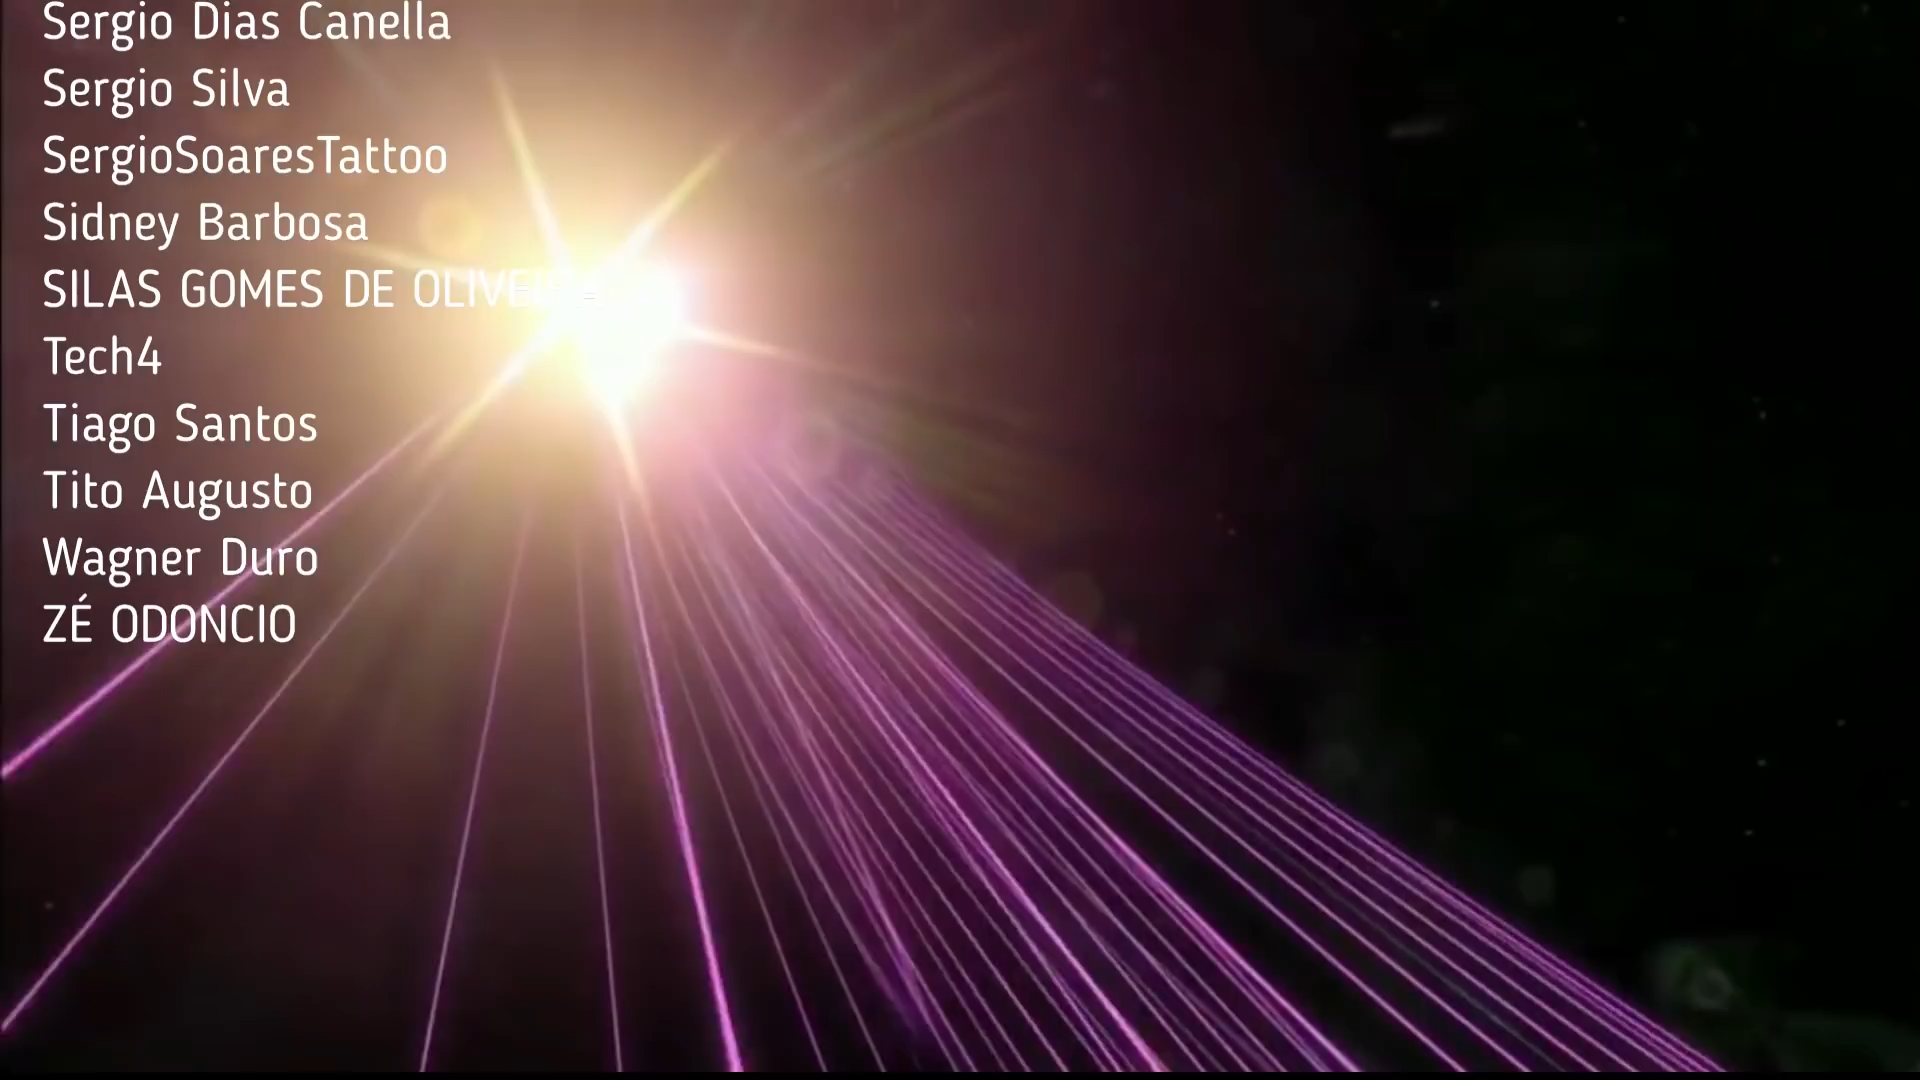 Sergio Dias Canella
Sergio Silva
SergioSoaresTattoo
Sidney Barbosa
SILAS GOMES DE
Tech4
Tiago Santos
Tito Augusto
Wagner Duro
ZÉ ODONCIO